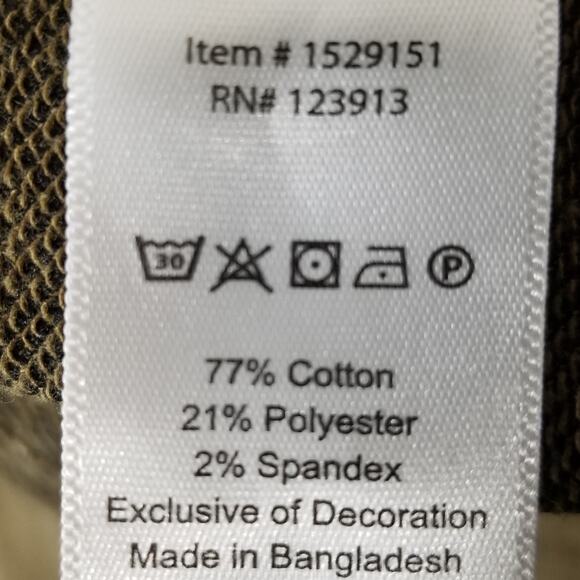 Item # 1529151
RN# 123913
30 P
77% Cotton
21% Polyester
2% Spandex
Exclusive of Decoration
Made in Bangladesh